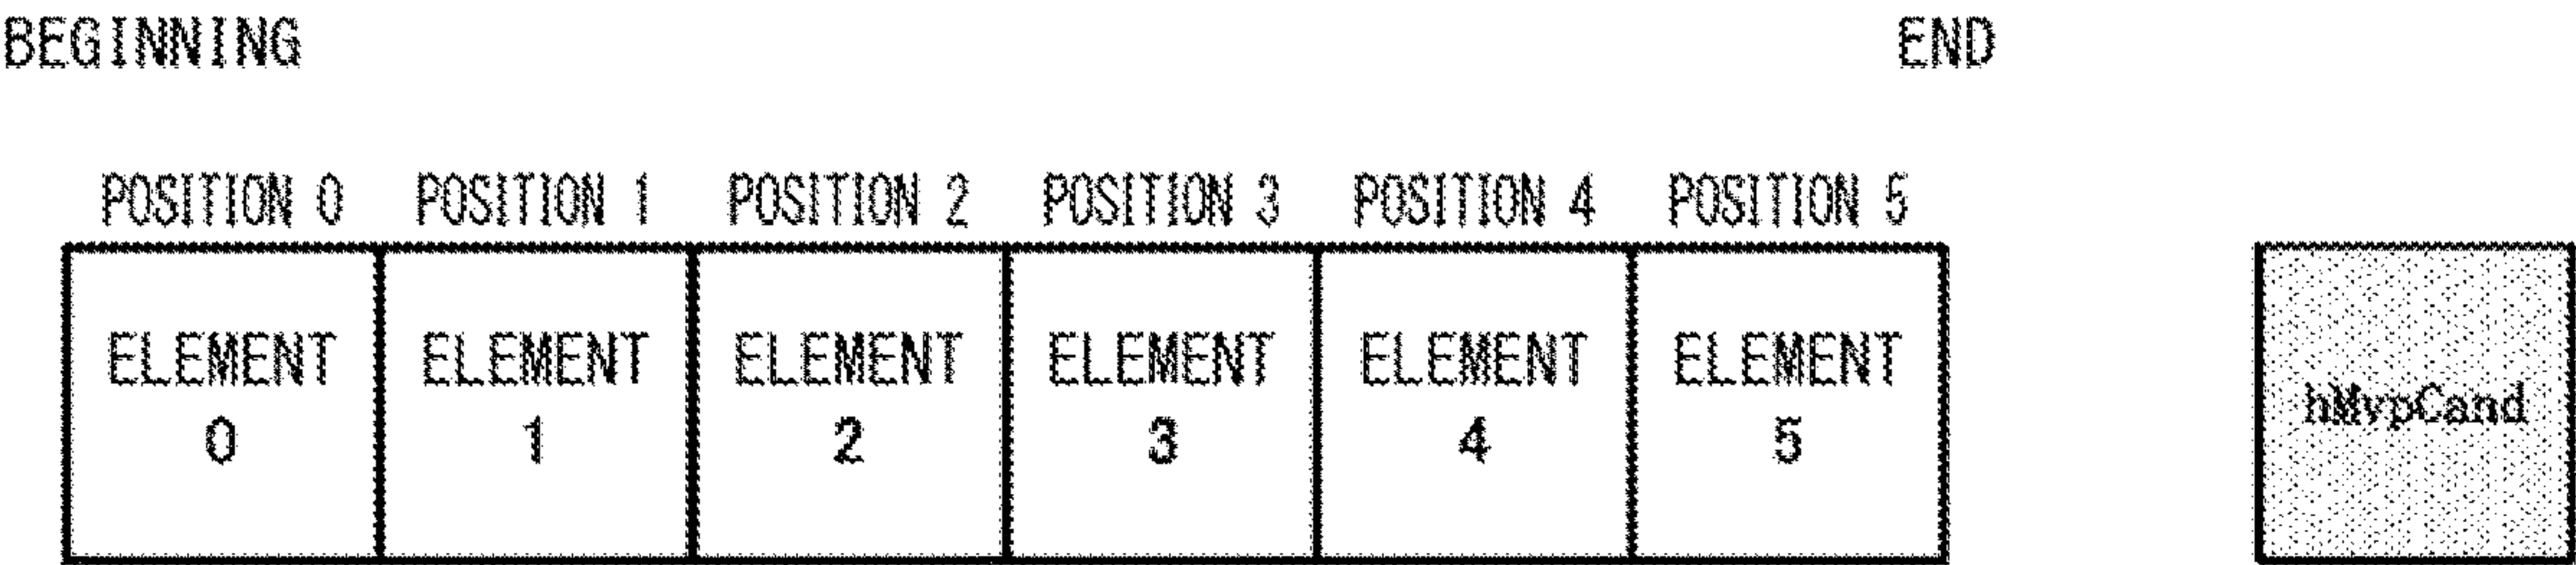 BEGINNING END
POSITION 0 POSITION 1 POSITION 2 POSITION 3 POSITION 4 POSITION 5
ELEMENT ELEMENT ELEMENT ELEMENT ELEMENT ELEMENT
hMvpCand
0 1 2 3 4 5